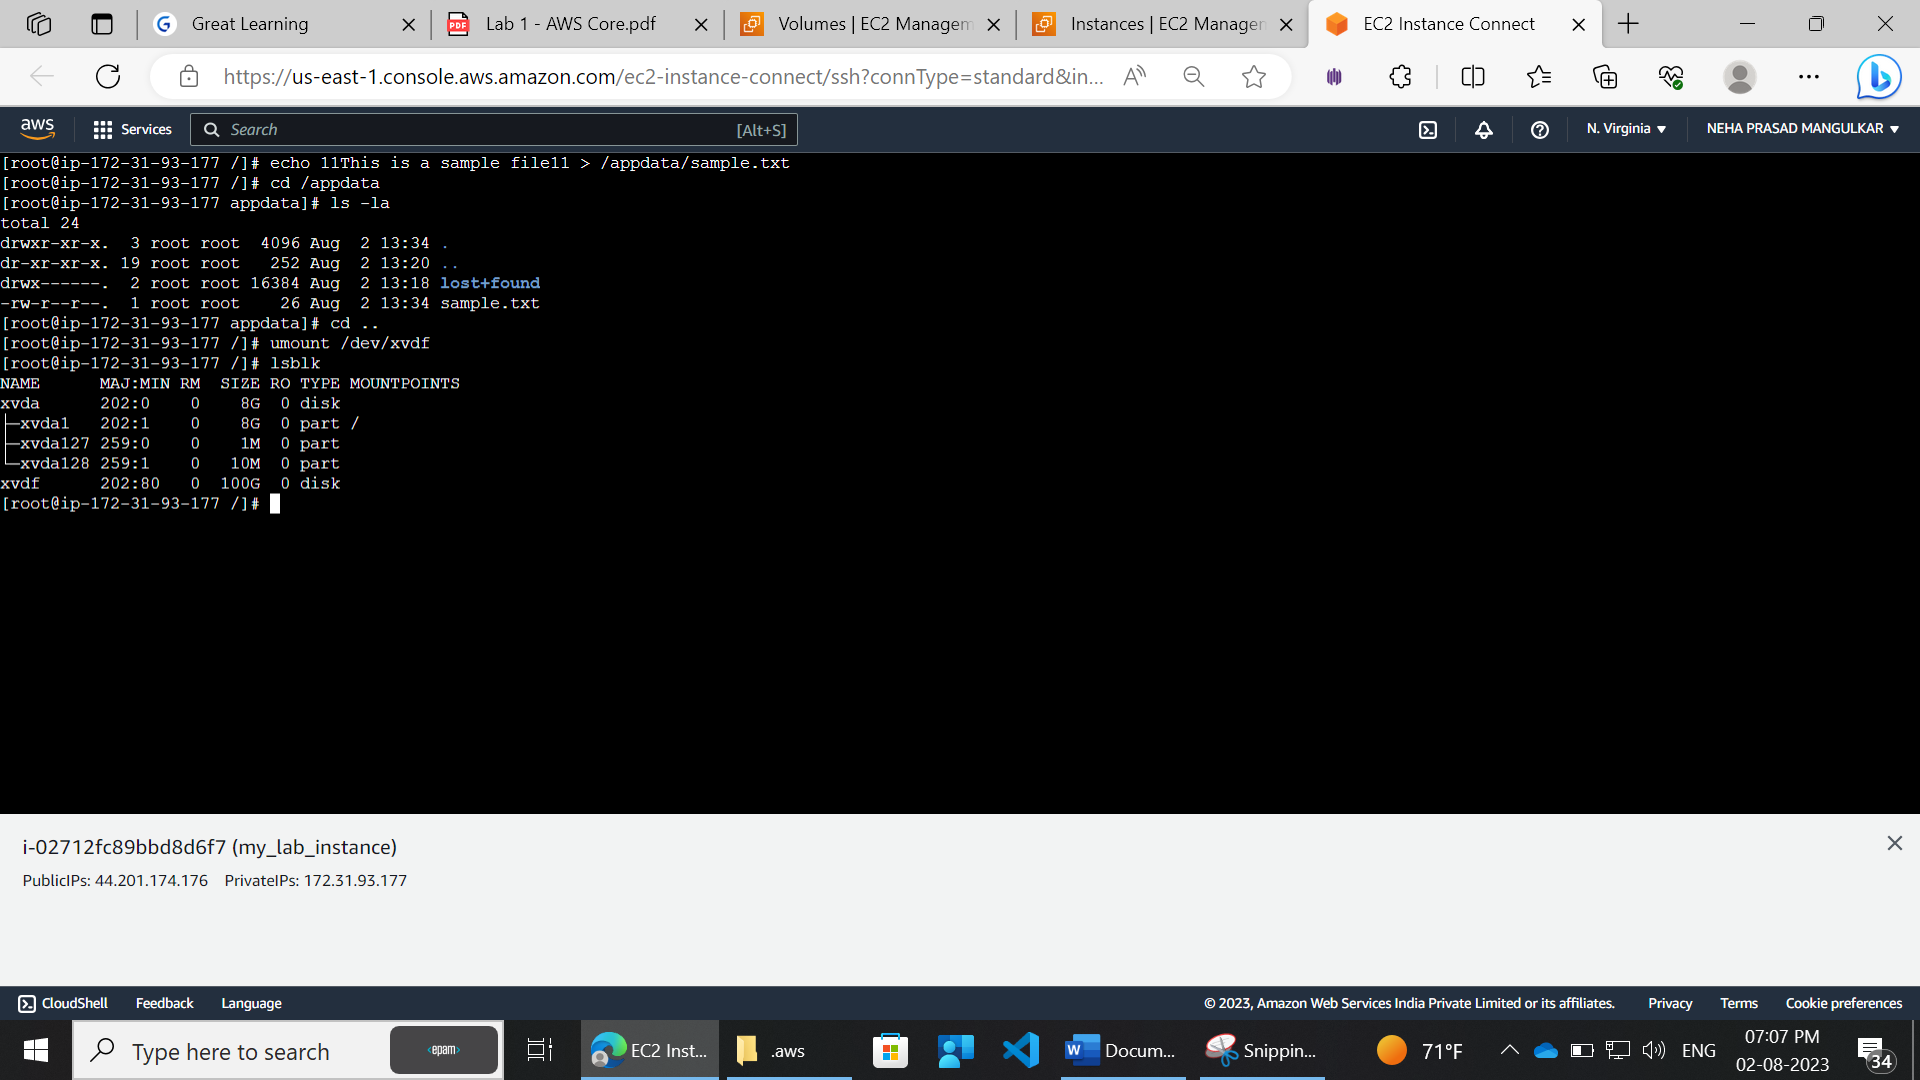 Great Learning
Lab 1 - AWS Core.pdf
Volumes | EC2 Managem
Instances | EC2 Managem
EC2 Instance Connect
https://us-east-1.console.aws.amazon.com/ec2-instance-connect/ssh?connType=standard&in...
aws
Services
Search
[Alt+S]
N. Virginia
NEHA PRASAD MANGULKAR
[root@ip-172-31-93-177 /]# echo 11This is a sample file11 > /appdata/sample.txt
[root@ip-172-31-93-177 /]# cd /appdata
[root@ip-172-31-93-177 appdata]# ls -la
total 24
drwxr-xr-x.  3 root root  4096 Aug  2 13:34 .
dr-xr-xr-x. 19 root root   252 Aug  2 13:20 ..
drwx------.  2 root root 16384 Aug  2 13:18 lost+found
-rw-r--r--.  1 root root    26 Aug  2 13:34 sample.txt
[root@ip-172-31-93-177 appdata]# cd ..
[root@ip-172-31-93-177 /]# umount /dev/xvdf
[root@ip-172-31-93-177 /]# lsblk
NAME      MAJ:MIN RM  SIZE RO TYPE MOUNTPOINTS
xvda      202:0    0    8G  0 disk
├─xvda1   202:1    0    8G  0 part /
├─xvda127 259:0    0    1M  0 part
└─xvda128 259:1    0   10M  0 part
xvdf      202:80   0  100G  0 disk
[root@ip-172-31-93-177 /]#
i-02712fc89bbd8d6f7 (my_lab_instance)
PublicIPs: 44.201.174.176 PrivateIPs: 172.31.93.177
CloudShell
Feedback
Language
© 2023, Amazon Web Services India Private Limited or its affiliates.
Privacy
Terms
Cookie preferences
Type here to search
<epam>
EC2 Inst...
.aws
Docum...
Snippin...
71°F
ENG
07:07 PM
02-08-2023
34